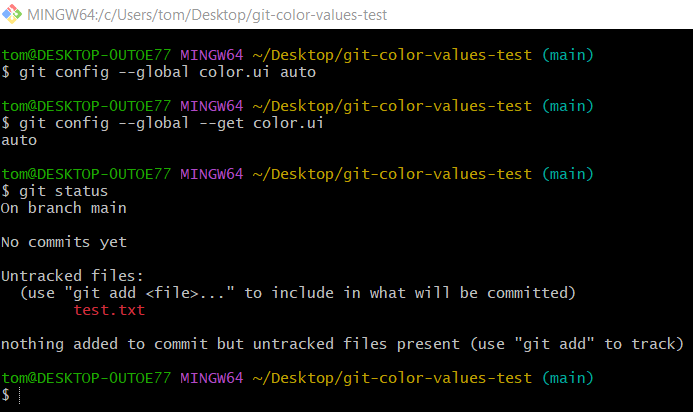 MINGW64:/c/Users/tom/Desktop/git-color-values-test
tom@DESKTOP-OUTOE77 MINGW64 ~/Desktop/git-color-values-test (main)
$ git config --global color.ui auto
tom@DESKTOP-OUTOE77 MINGW64 ~/Desktop/git-color-values-test (main)
$ git config --global --get color.ui
auto
tom@DESKTOP-OUTOE77 MINGW64 ~/Desktop/git-color-values-test (main)
$ git status
On branch main
No commits yet
Untracked files:
  (use "git add <file>..." to include in what will be committed)
        test.txt
nothing added to commit but untracked files present (use "git add" to track)
tom@DESKTOP-OUTOE77 MINGW64 ~/Desktop/git-color-values-test (main)
$